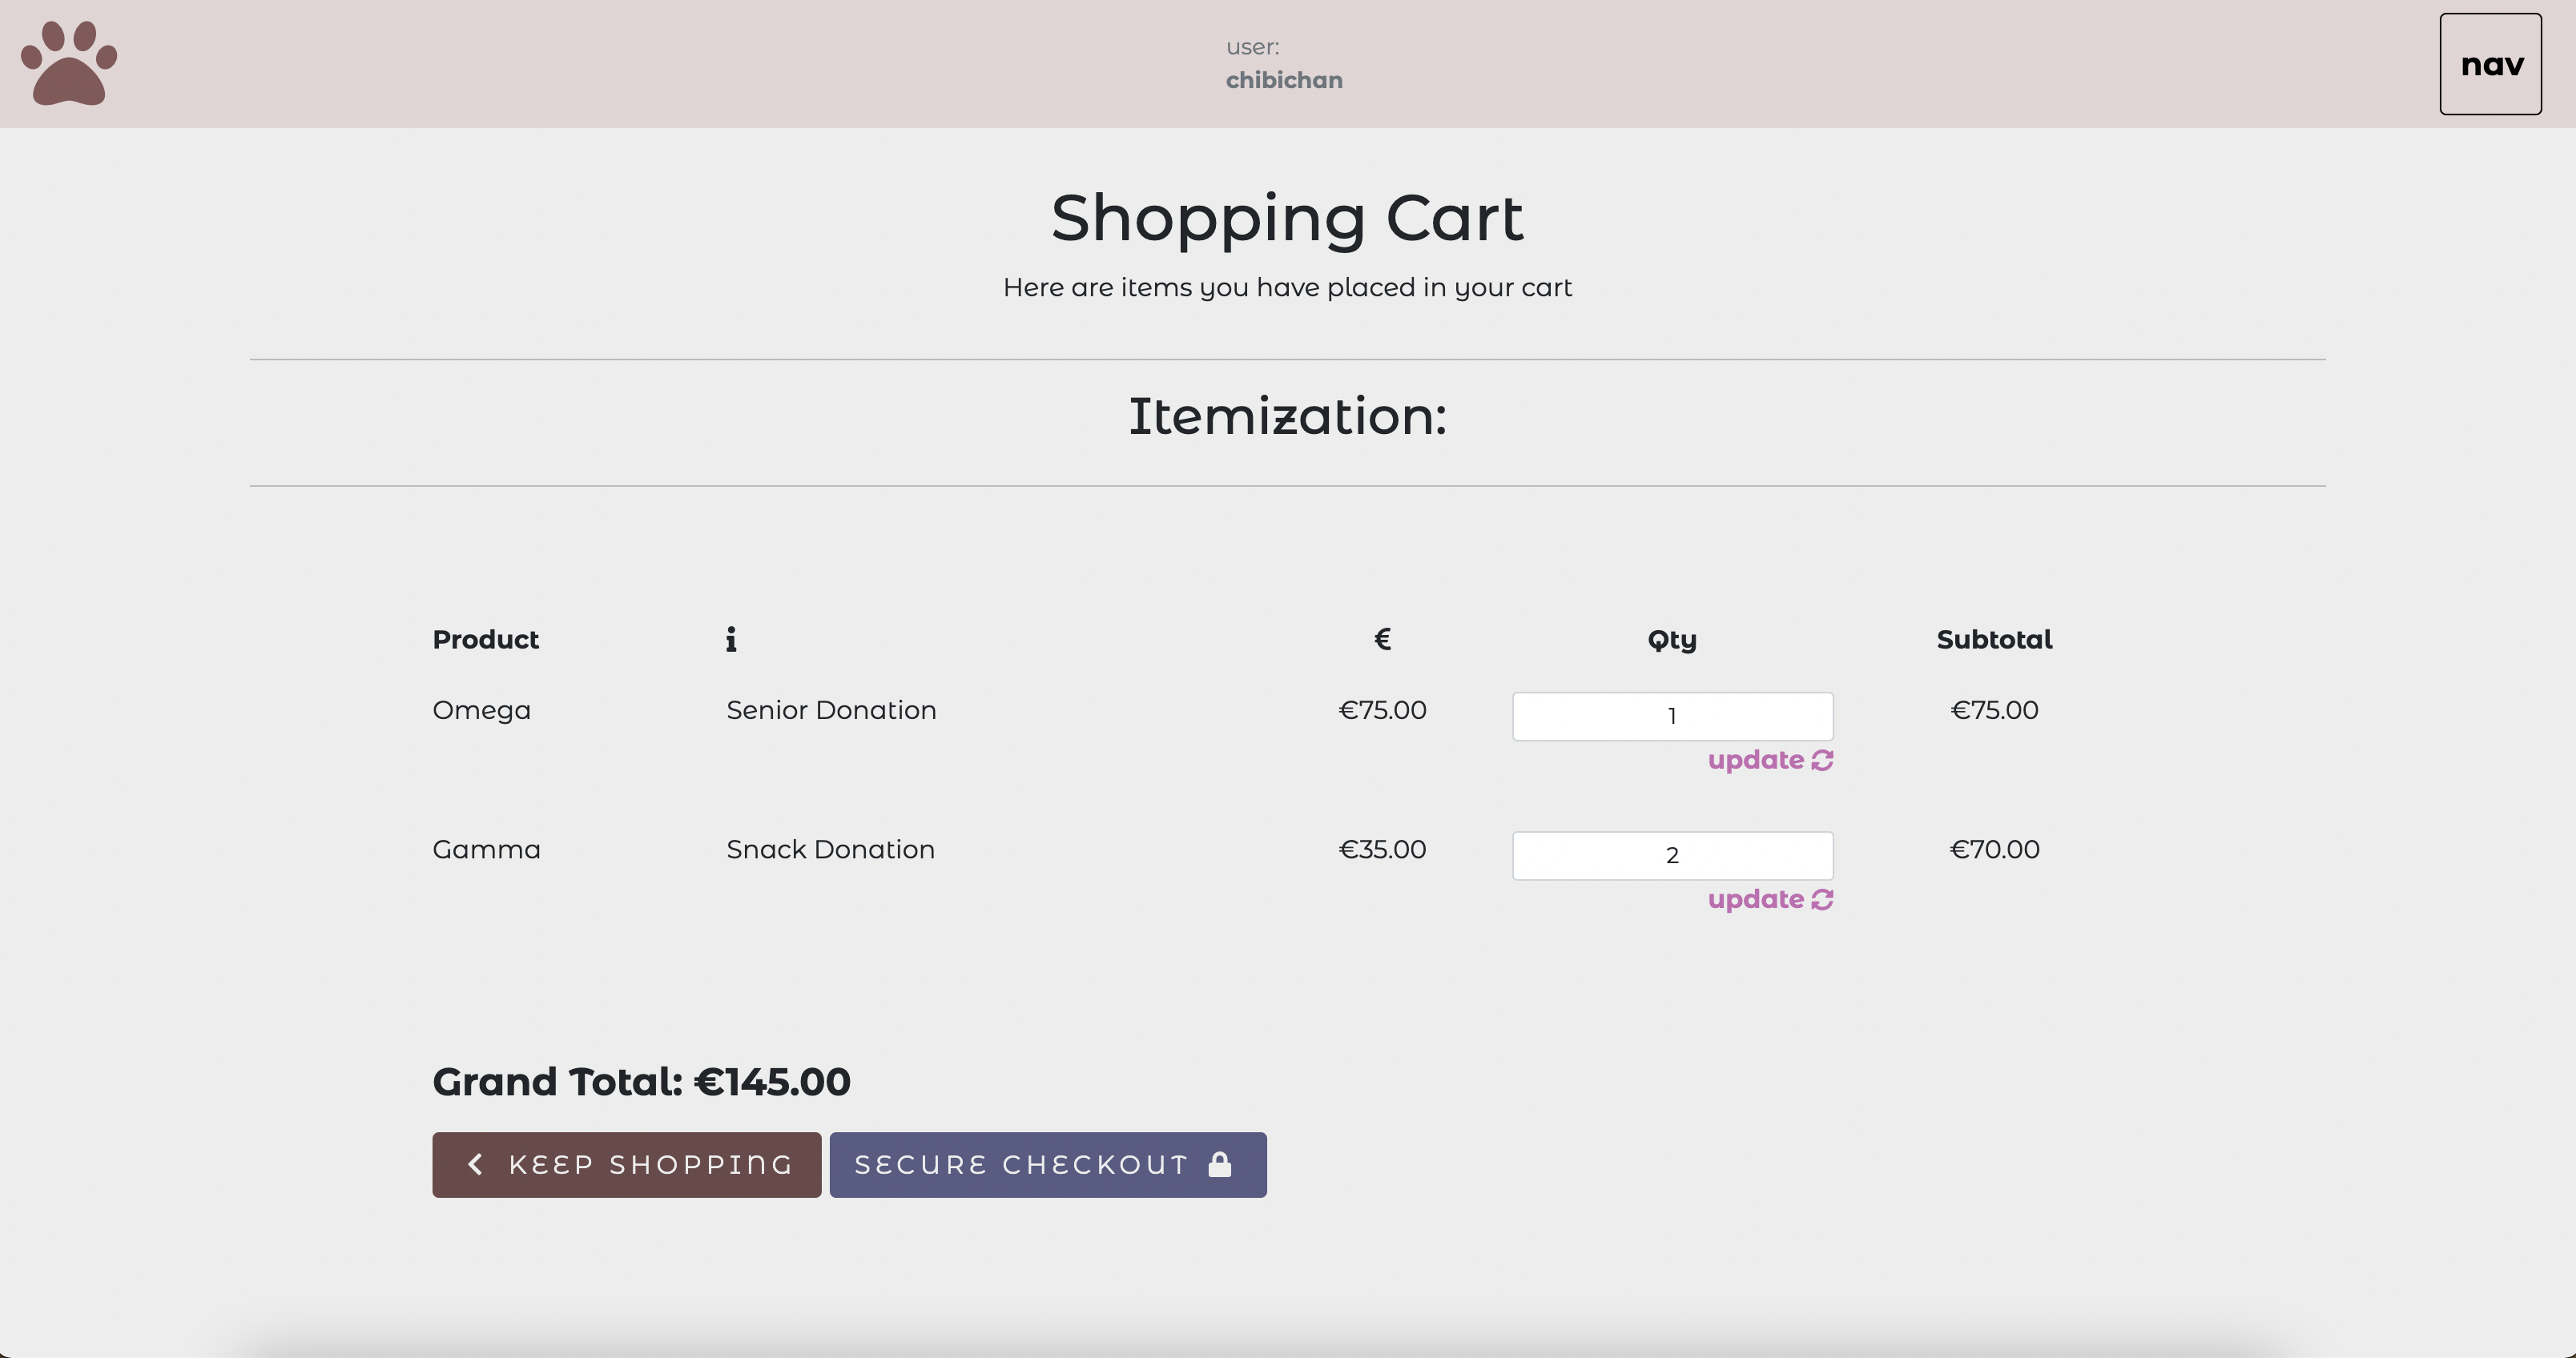 user:
chibichan
nav
Shopping Cart
Here are items you have placed in your cart
Itemization:
Product i € Qty Subtotal
Omega Senior Donation €75.00 1 €75.00
update
Gamma Snack Donation €35.00 2 €70.00
update
Grand Total: €145.00
KEEP SHOPPING SECURE CHECKOUT